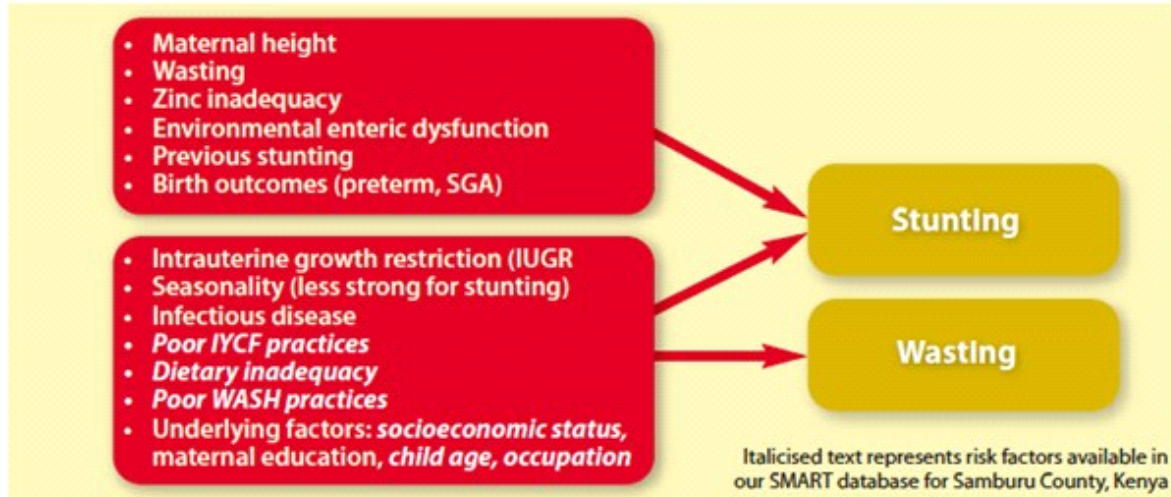 • Maternal height
• Wasting
• Zinc inadequacy
• Environmental enteric dysfunction
• Previous stunting
• Birth outcomes (preterm, SGA)
• Intrauterine growth restriction (IUGR
• Seasonality (less strong for stunting)
• Infectious disease
• Poor IYCF practices
• Dietary inadequacy
• Poor WASH practices
• Underlying factors: socioeconomic status,
maternal education, child age, occupation
Stunting
Wasting
Italicised text represents risk factors available in
our SMART database for Samburu County, Kenya